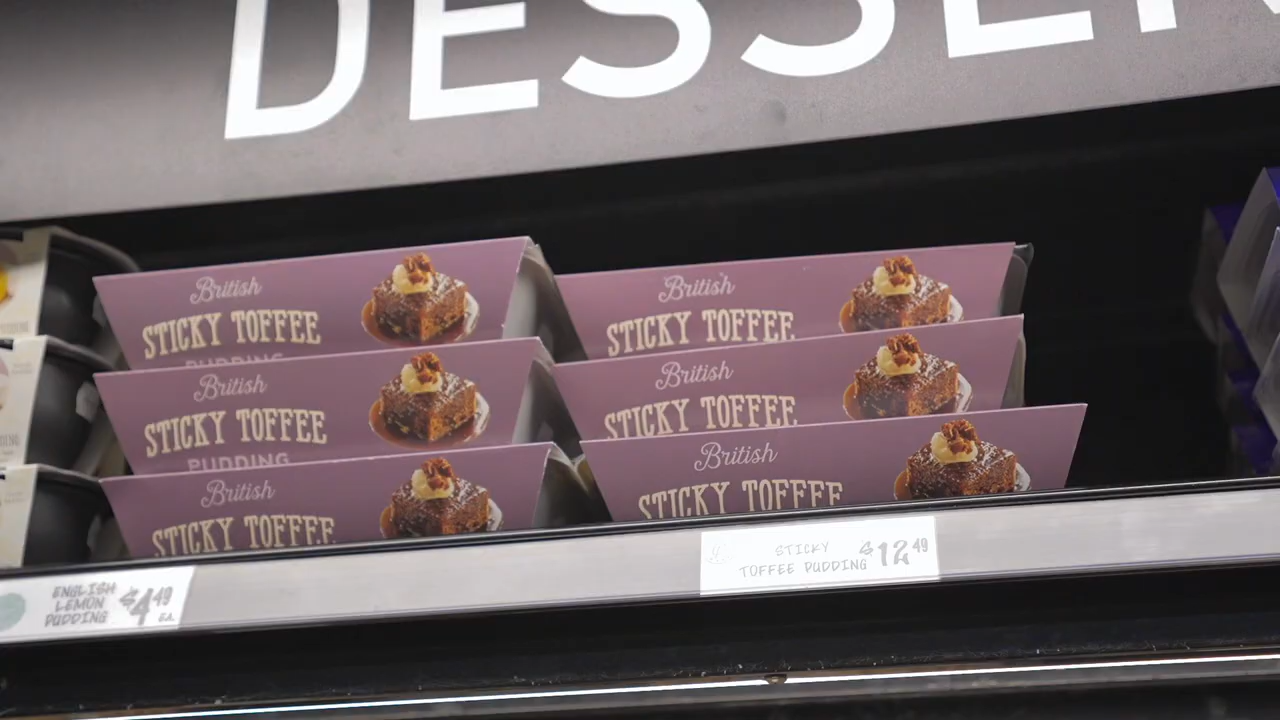 DESSER
British
STICKY TOFFEE
PUDDING
British
STICKY TOFFEE
PUDDING
British
STICKY TOFFEE
British
STICKY TOFFEE
British
STICKY TOFFEE
British
STICKY TOFFEE
ENGLISH
LEMON
PUDDING
$4.49
EA.
STICKY
TOFFEE PUDDING
$12.49